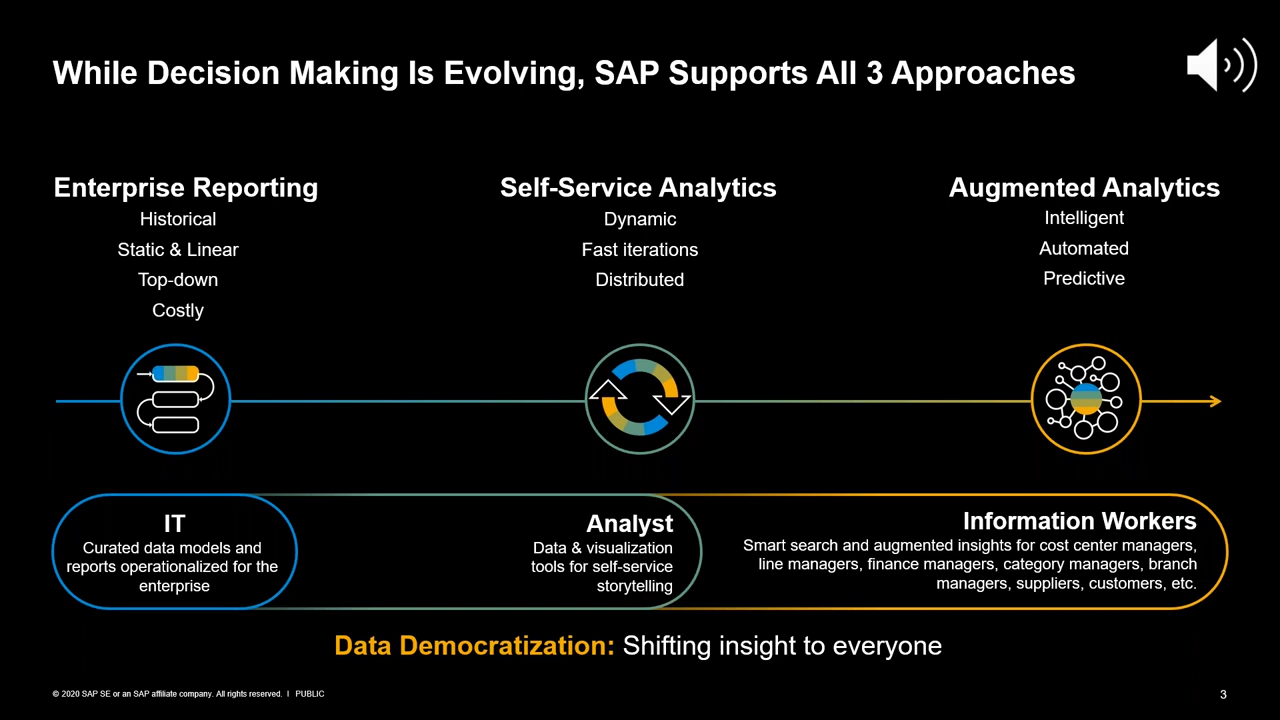 While Decision Making Is Evolving, SAP Supports All 3 Approaches
Enterprise Reporting
Historical
Static & Linear
Top-down
Costly
Self-Service Analytics
Dynamic
Fast iterations
Distributed
Augmented Analytics
Intelligent
Automated
Predictive
IT
Curated data models and
reports operationalized for the
enterprise
Analyst
Data & visualization
tools for self-service
storytelling
Information Workers
Smart search and augmented insights for cost center managers,
line managers, finance managers, category managers, branch
managers, suppliers, customers, etc.
Data Democratization: Shifting insight to everyone
© 2020 SAP SE or an SAP affiliate company. All rights reserved. I PUBLIC
3